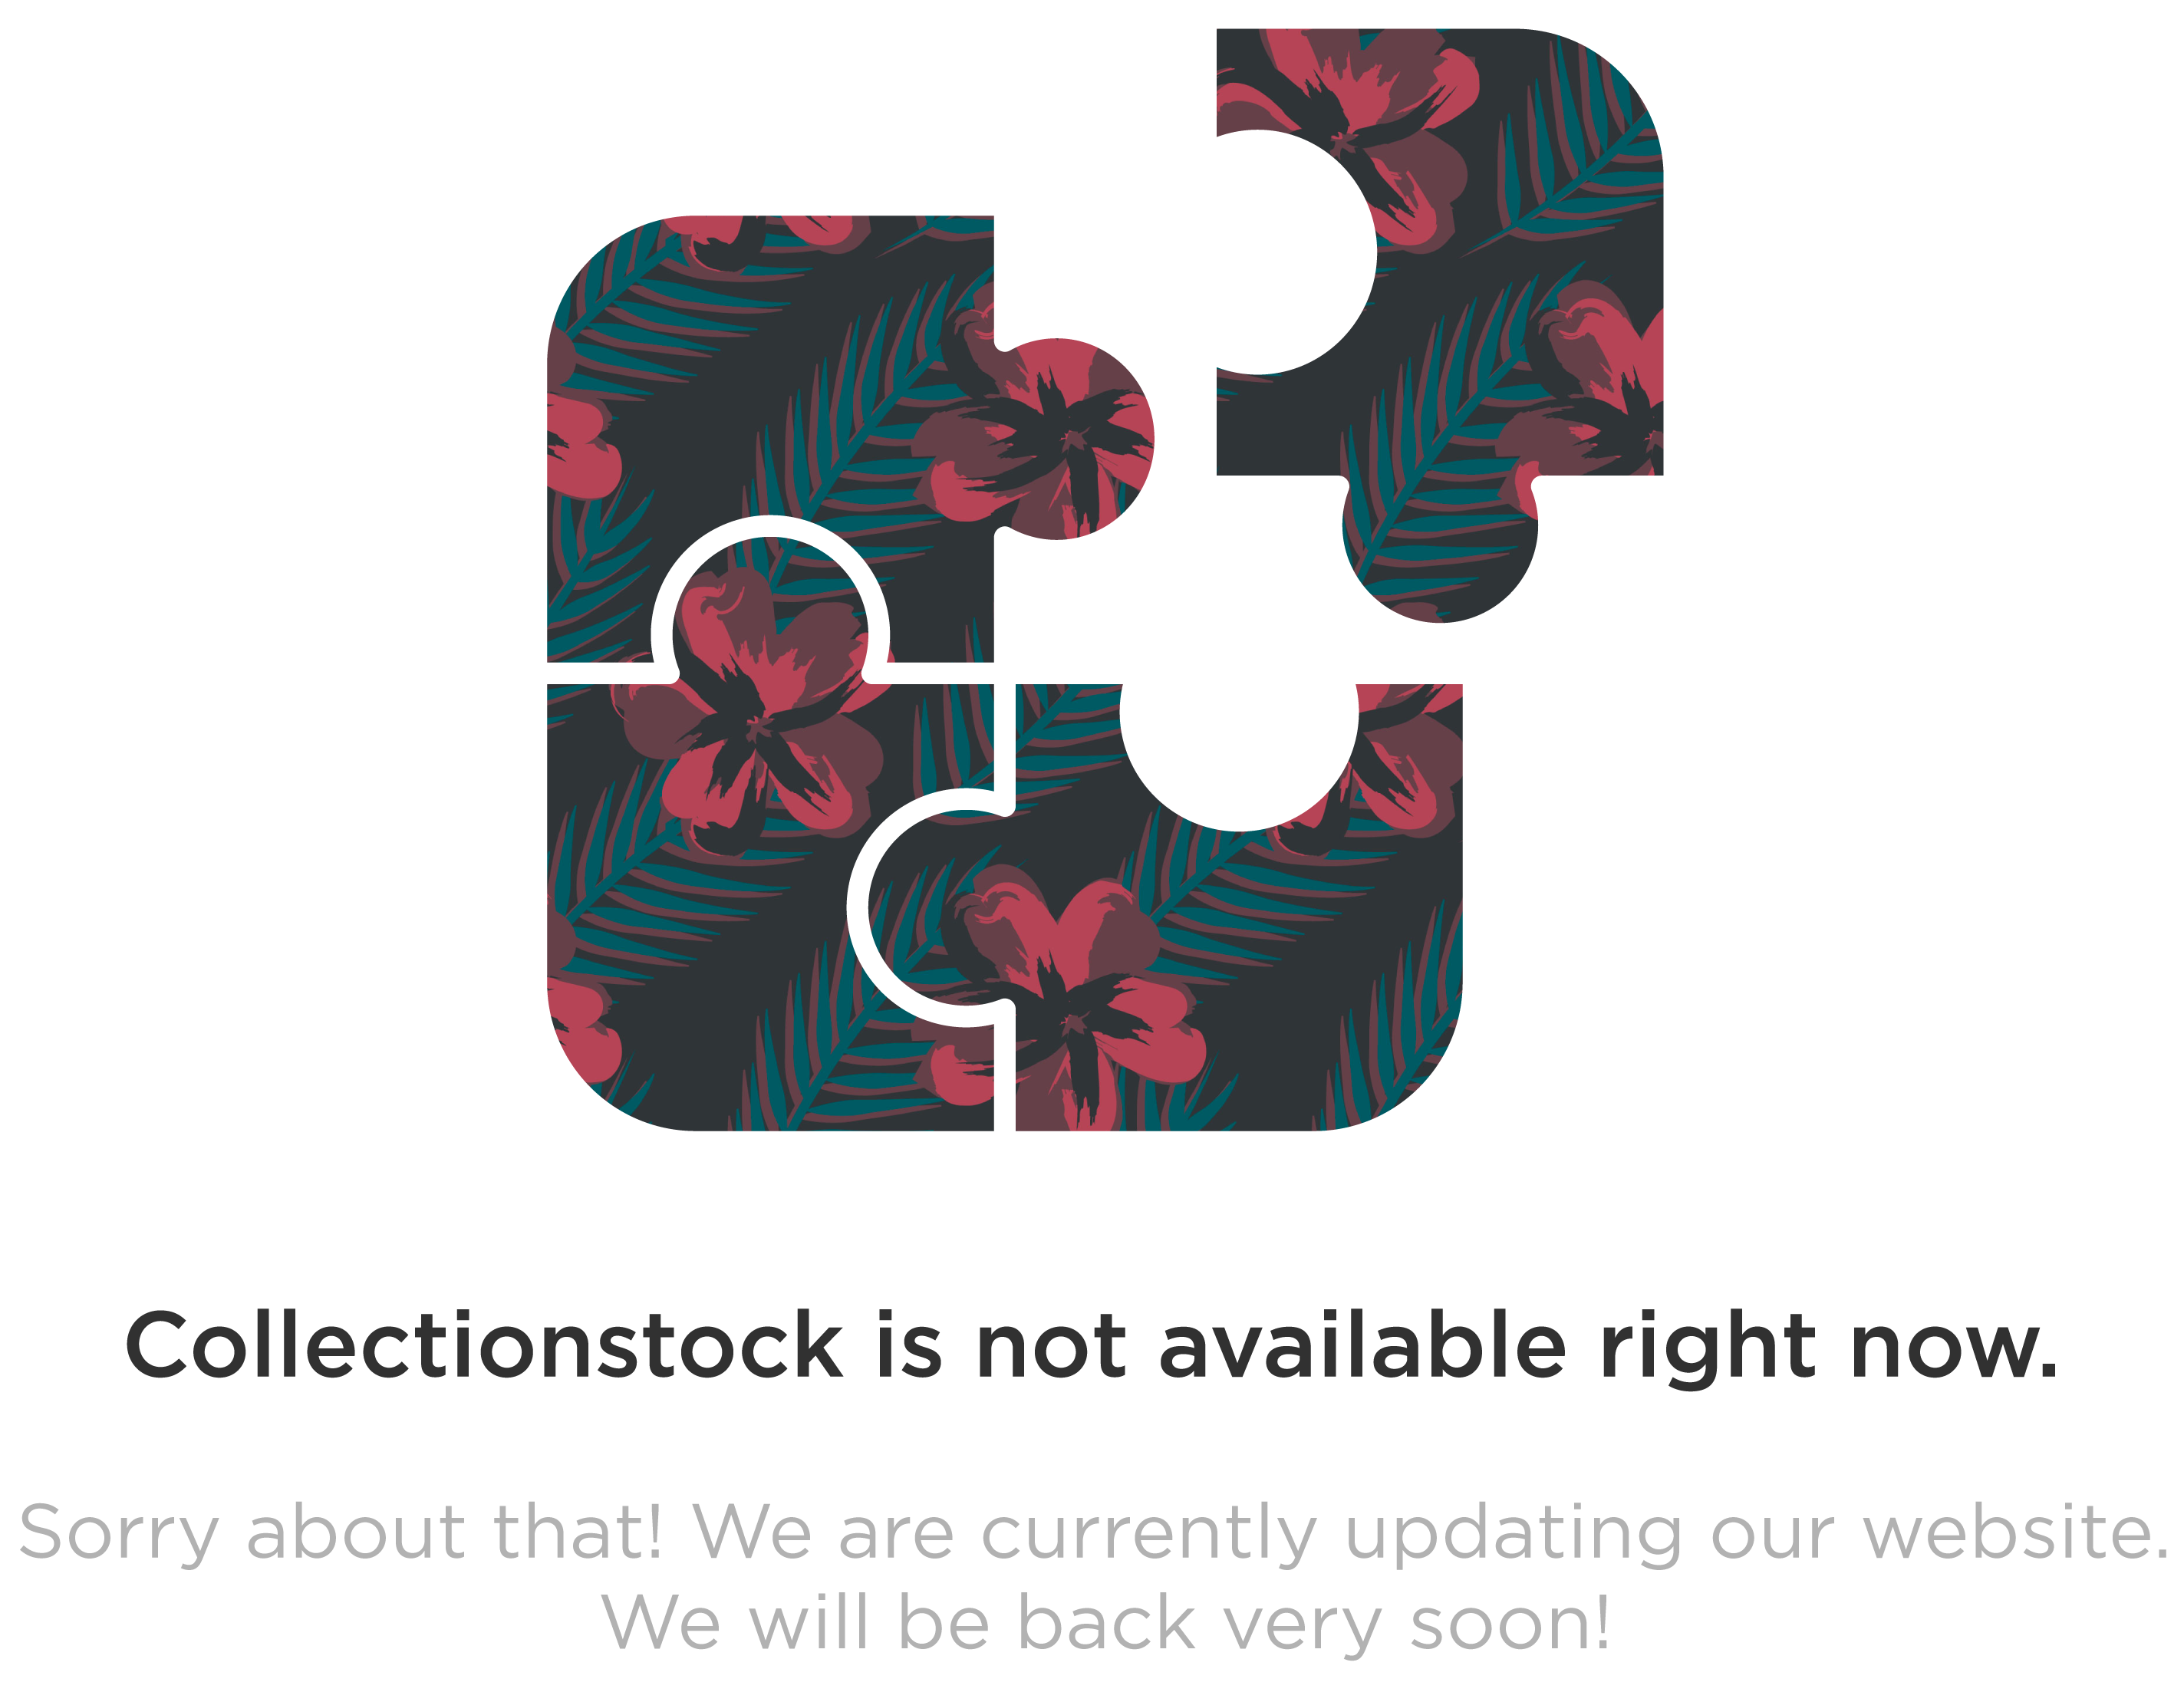 Collectionstock is not available right now.
Sorry about that! We are currently updating our website.
We will be back very soon!